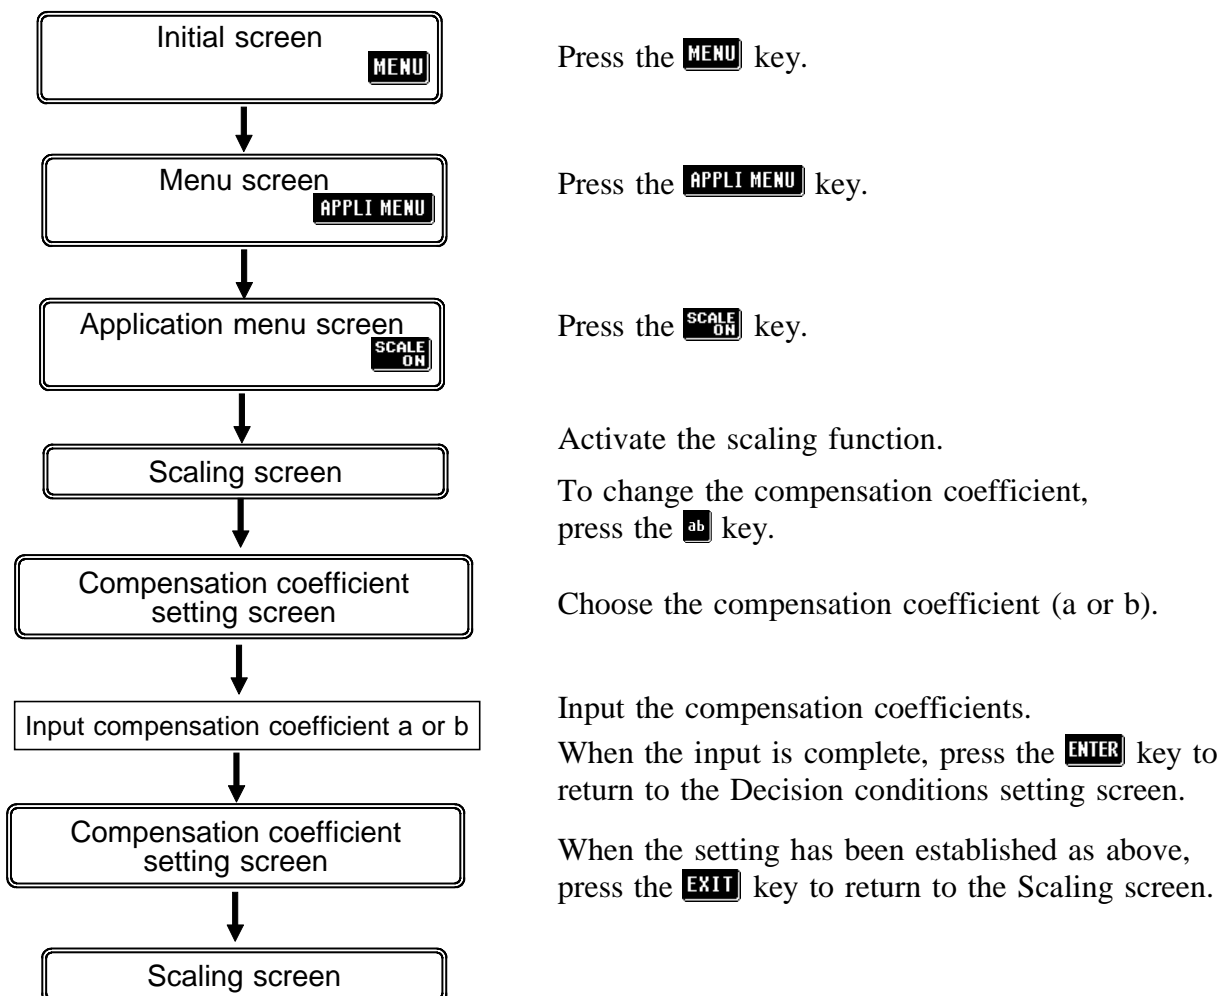 Initial screen
MENU
Press the MENU key.
Menu screen
APPLI MENU
Press the APPLI MENU key.
Application menu screen
SCALE
ON
Press the SCALE ON key.
Activate the scaling function.
Scaling screen
To change the compensation coefficient,
press the ab key.
Compensation coefficient
setting screen
Choose the compensation coefficient (a or b).
Input compensation coefficient a or b
Input the compensation coefficients.
When the input is complete, press the ENTER key to
return to the Decision conditions setting screen.
Compensation coefficient
setting screen
When the setting has been established as above,
press the EXIT key to return to the Scaling screen.
Scaling screen